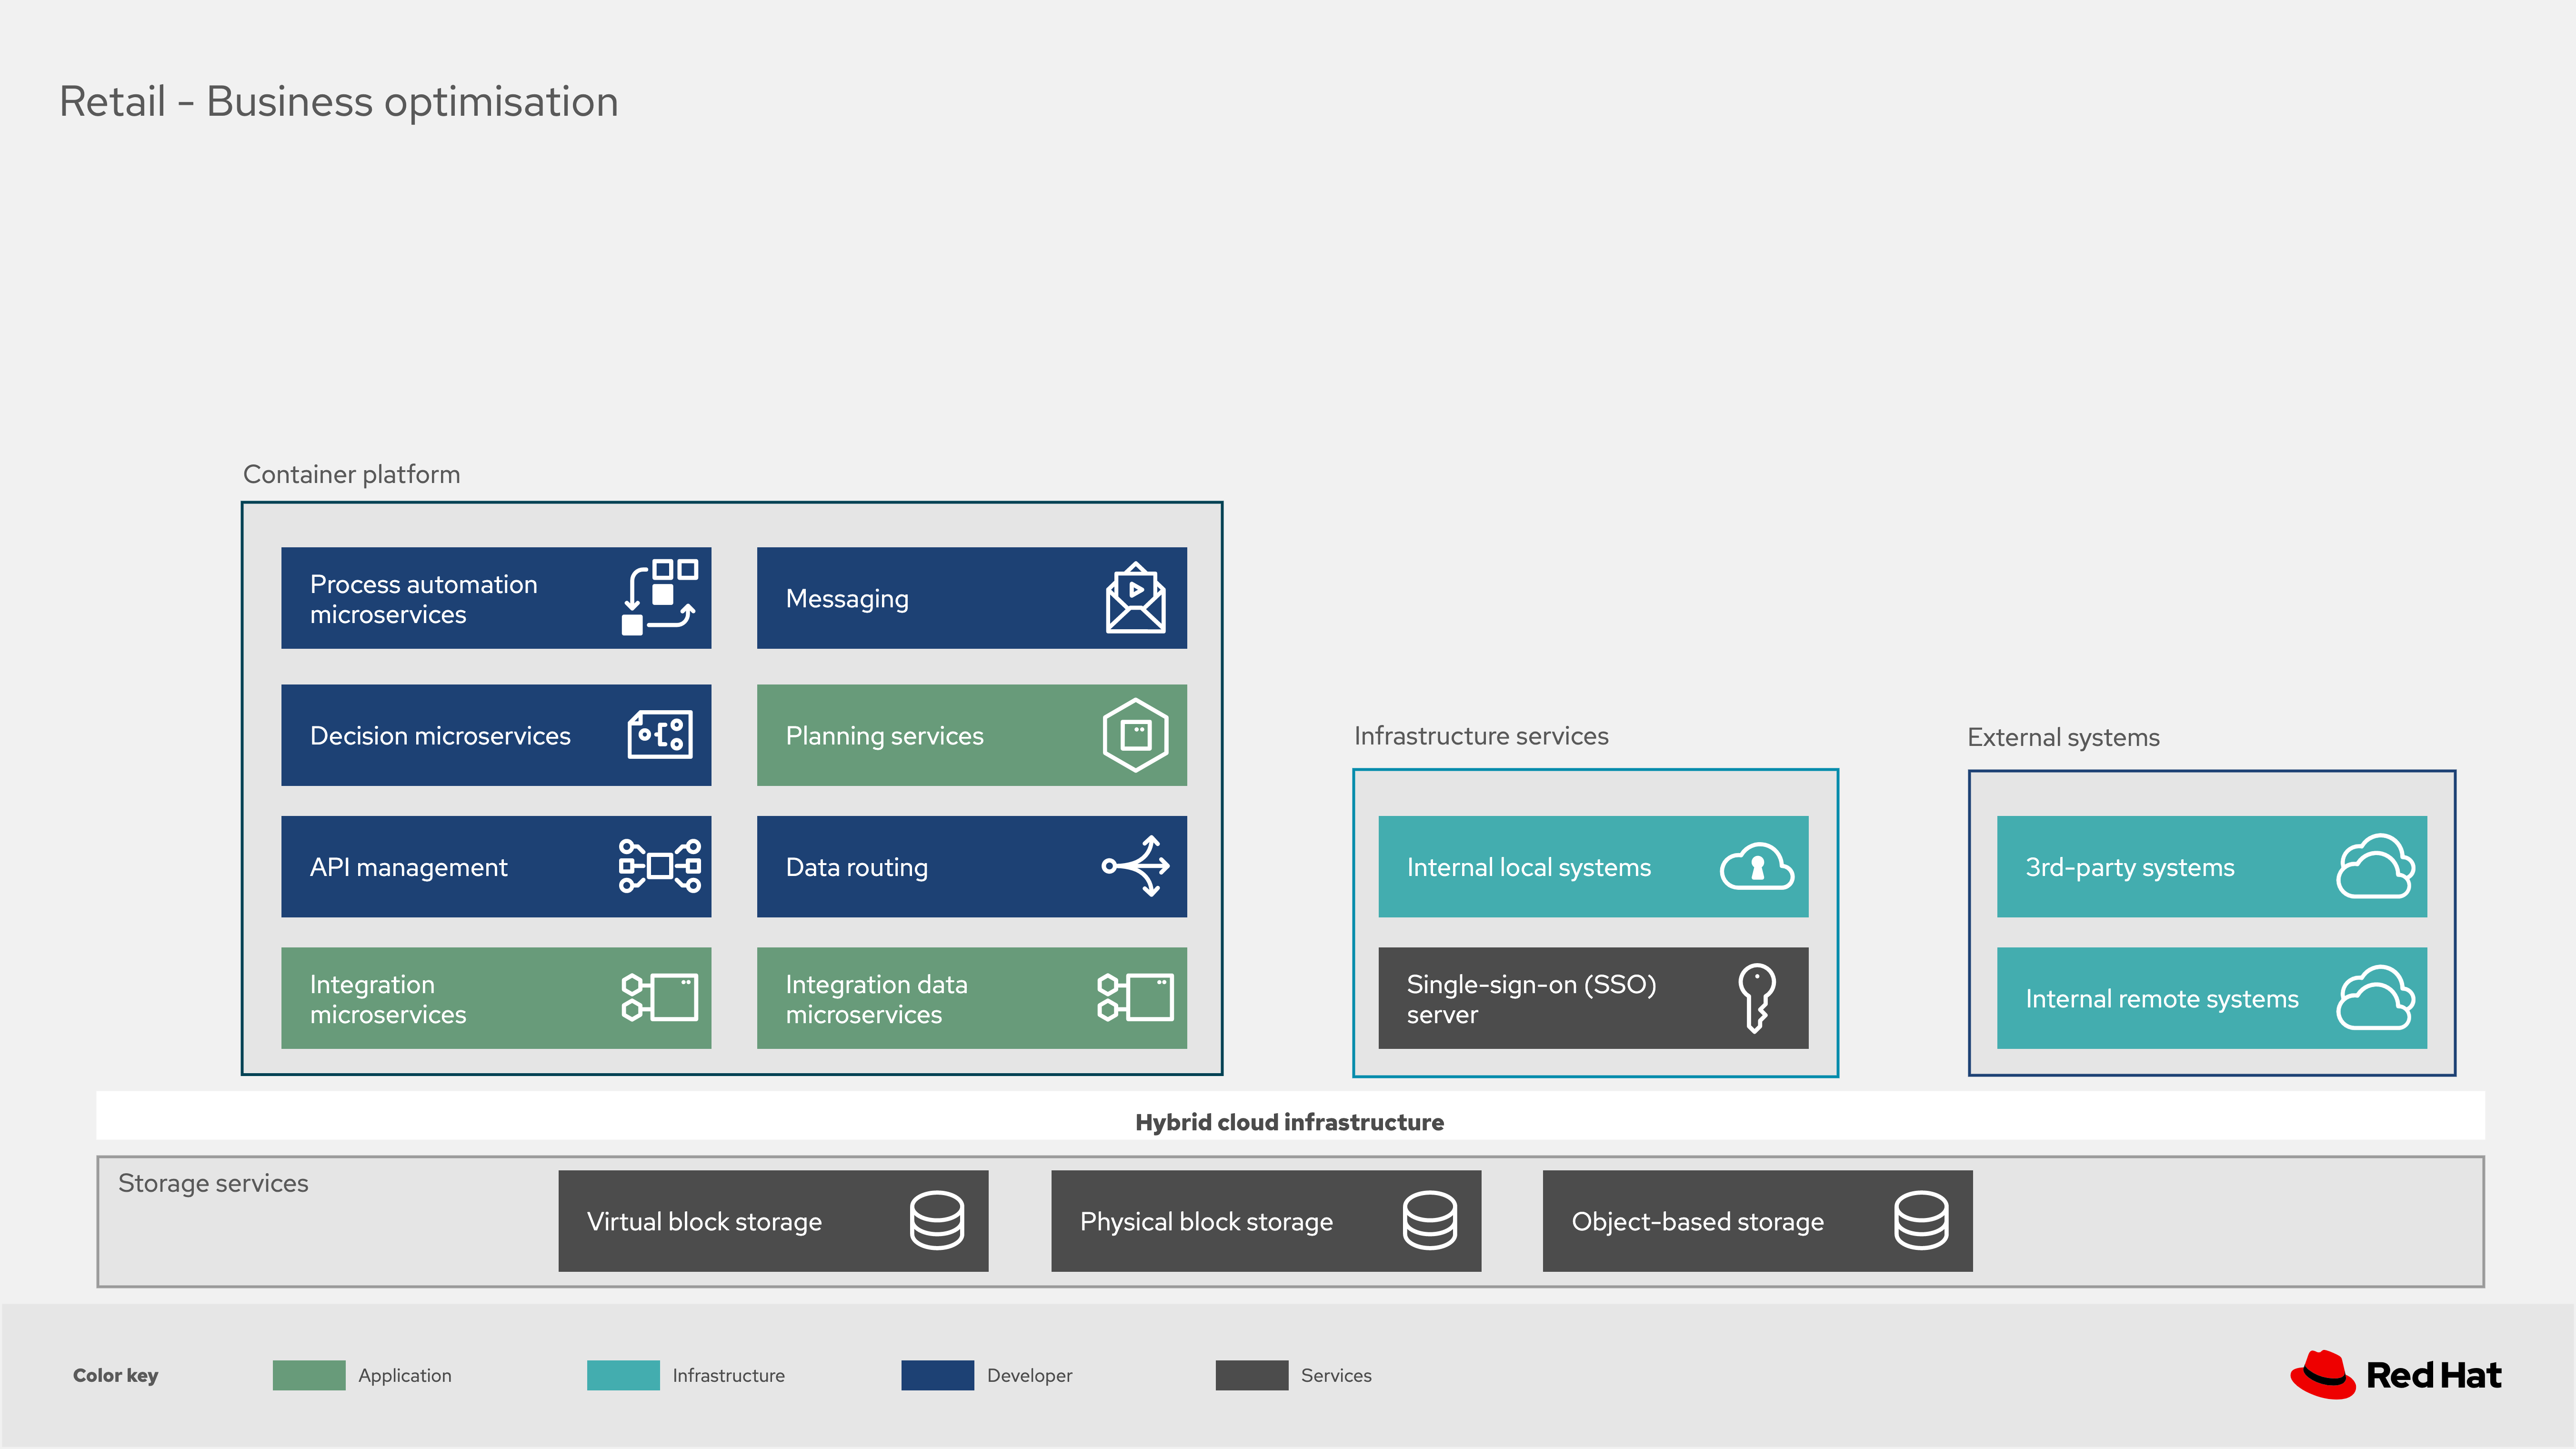 Retail - Business optimisation
Container platform
Process automation
microservices
Messaging
Decision microservices
Planning services
API management
Data routing
Integration
microservices
Integration data
microservices
Infrastructure services
Internal local systems
Single-sign-on (SSO)
server
External systems
3rd-party systems
Internal remote systems
Hybrid cloud infrastructure
Storage services
Virtual block storage
Physical block storage
Object-based storage
Color key
Application
Infrastructure
Developer
Services
Red Hat